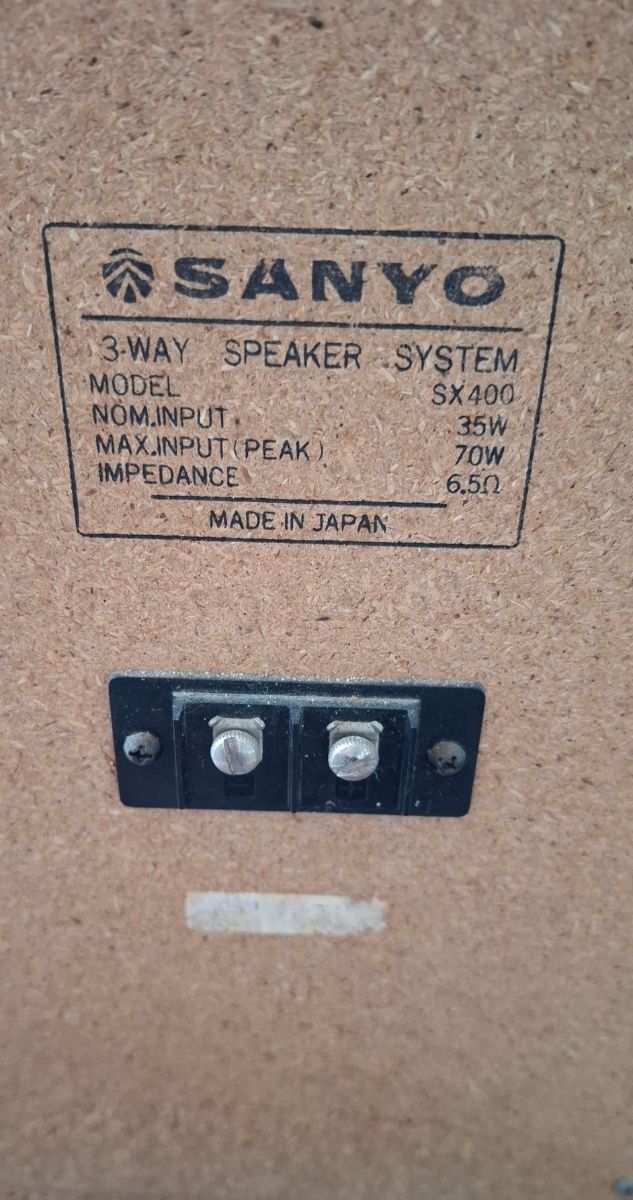 SANYO
3-WAY SPEAKER SYSTEM
MODEL SX400
NOM.INPUT 35W
MAX.INPUT(PEAK) 70W
IMPEDANCE 6.5Ω
MADE IN JAPAN